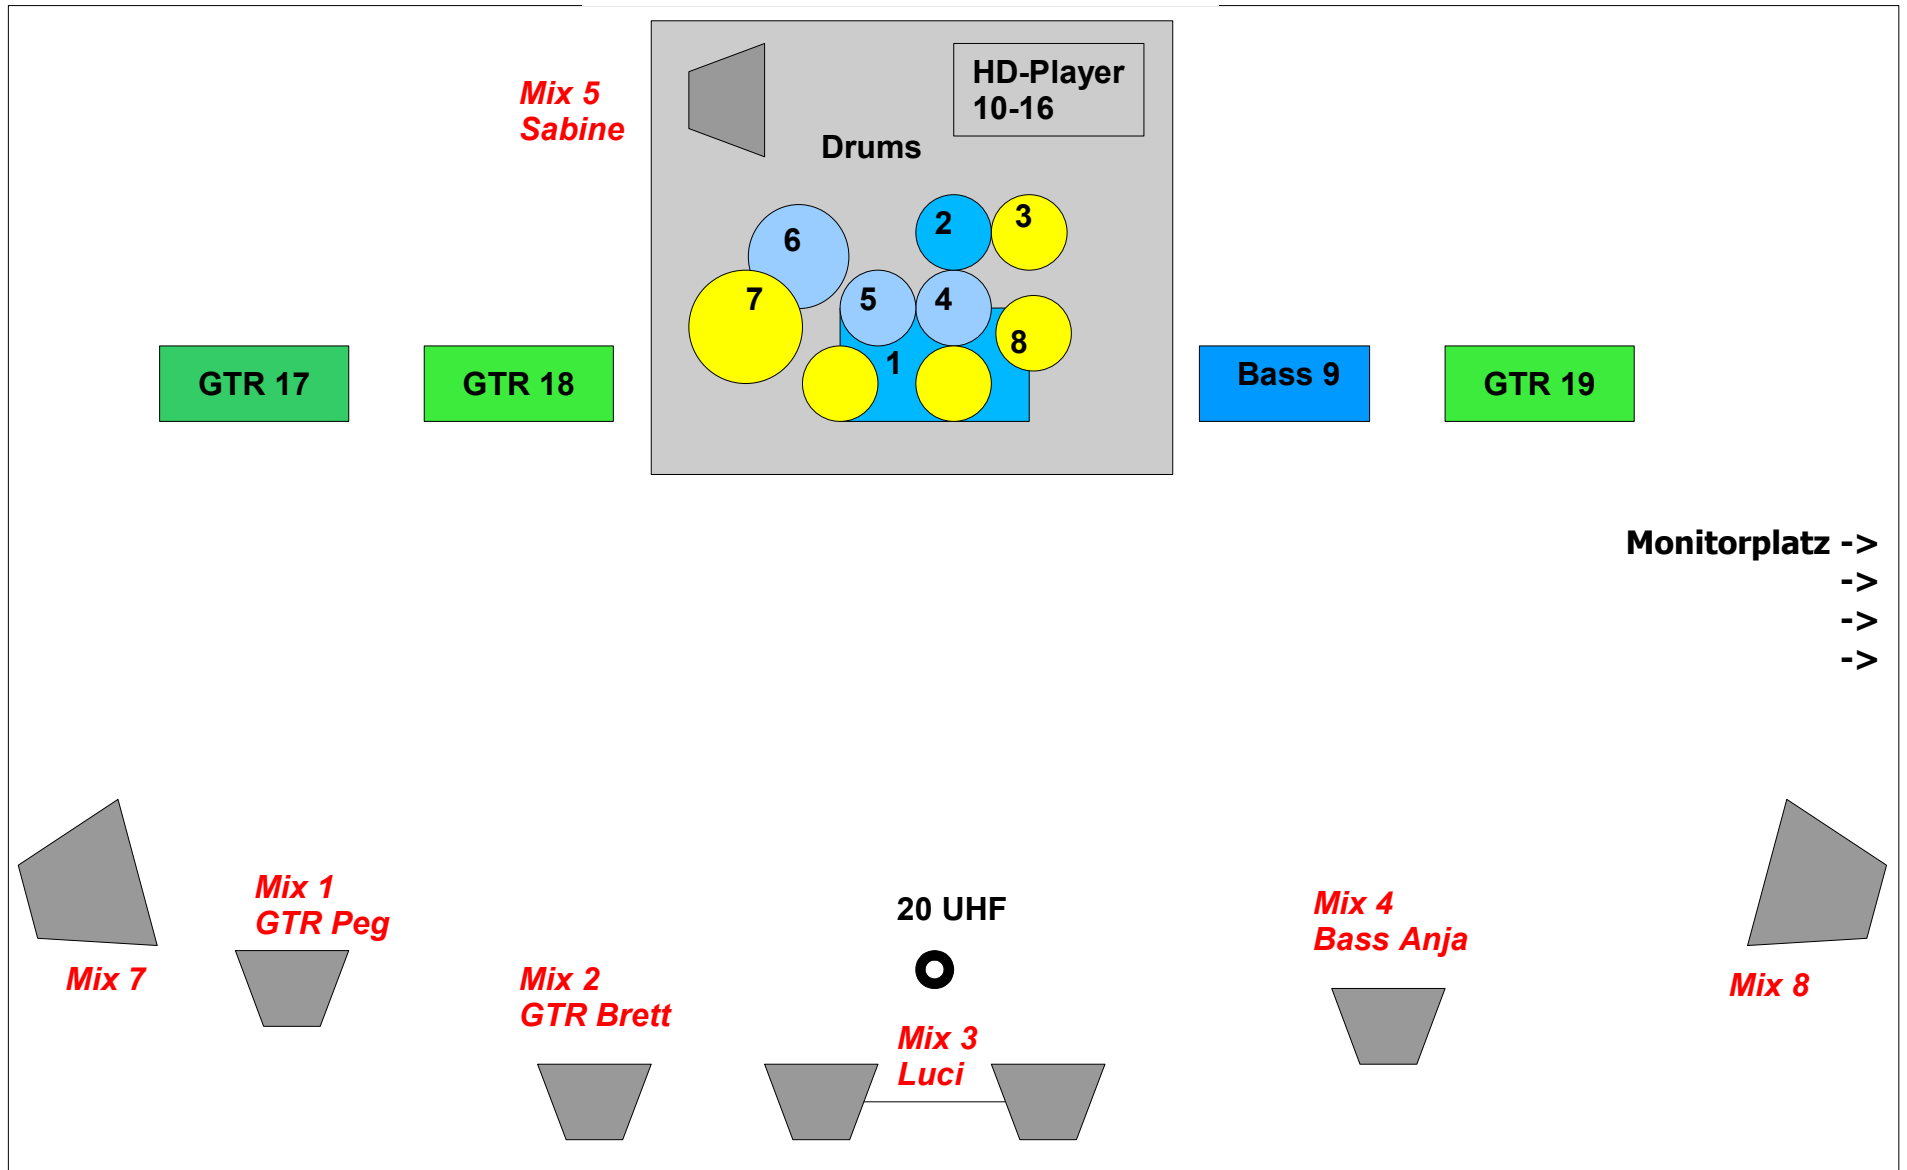 HD-Player
10-16
Mix 5
Sabine
Drums
2
3
6
5
4
7
8
1
GTR 17
GTR 18
Bass 9
GTR 19
Monitorplatz ->
->
->
->
Mix 1
GTR Peg
20 UHF
Mix 4
Bass Anja
Mix 7
Mix 2
GTR Brett
Mix 8
Mix 3
Luci